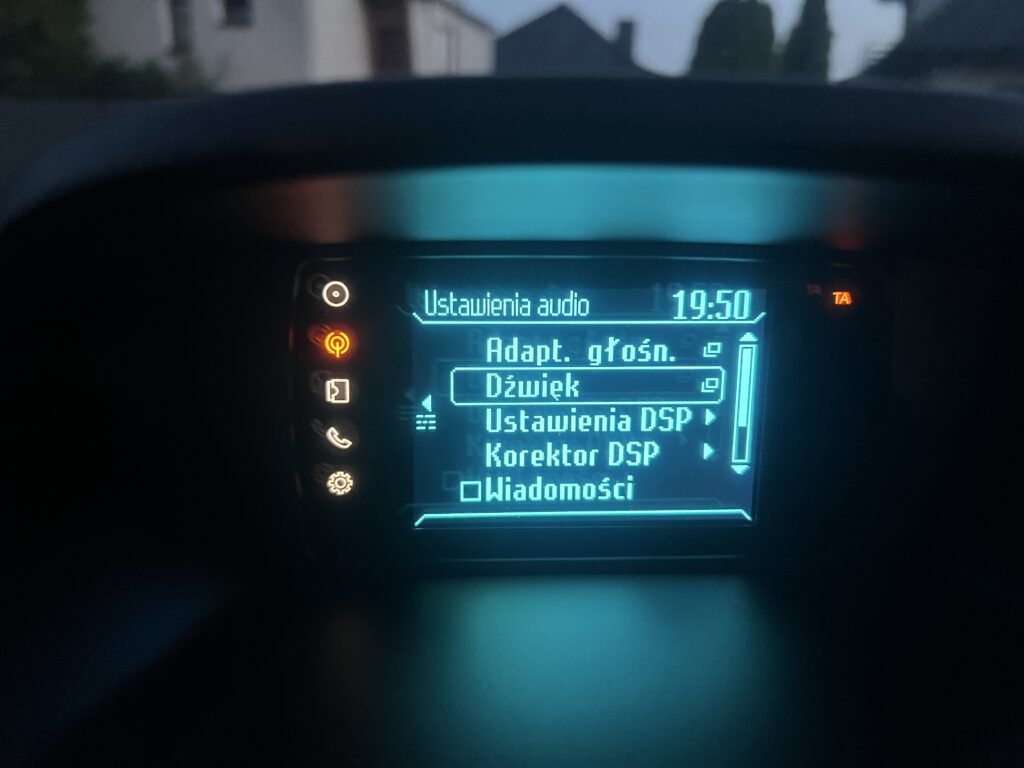 Ustawienia audio 19:50
TA
Adapt. głośn.
Dźwięk
Ustawienia DSP
Korektor DSP
Wiadomości